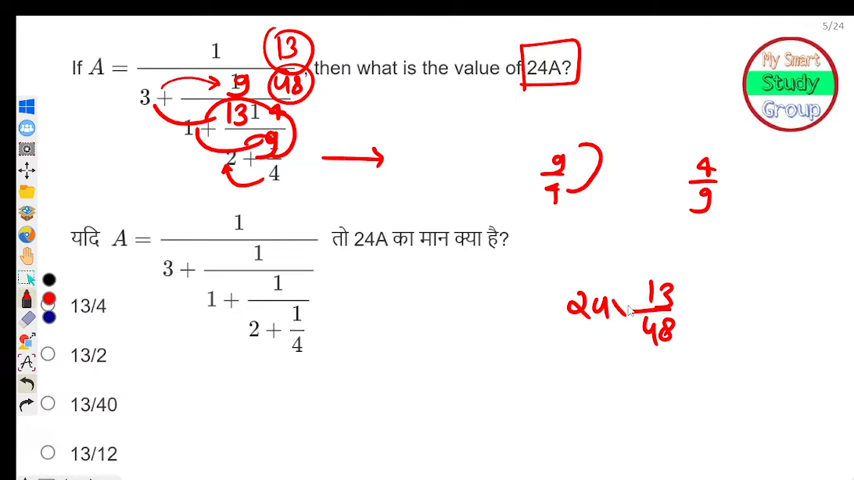 5/24
My Smart
Study
Group
If A = 1/(3 + 1/(1 + 1/(2 + 1/4))), then what is the value of 24A?
13
48
9
13
4
9
9/4
4/9
यदि A = 1/(3 + 1/(1 + 1/(2 + 1/4))) तो 24A का मान क्या है?
24 × 13/48
13/4
13/2
13/40
13/12